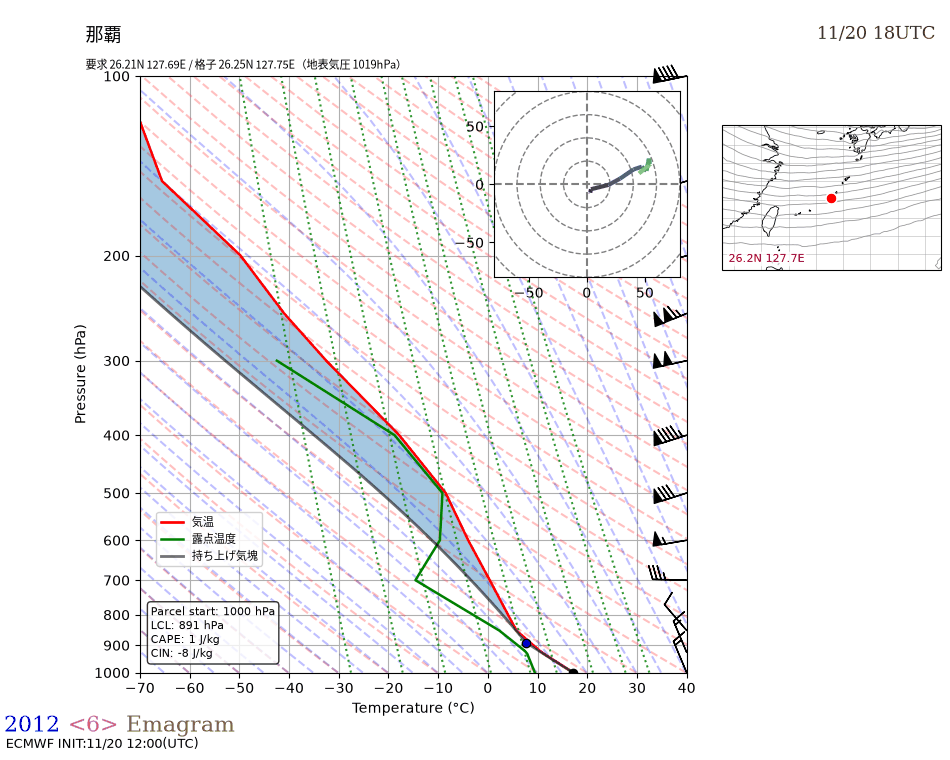 那覇
11/20 18UTC
要求 26.21N 127.69E / 格子 26.25N 127.75E（地表気圧 1019hPa）
100
200
300
400
500
600
700
800
900
1000
Pressure (hPa)
−70 −60 −50 −40 −30 −20 −10 0 10 20 30 40
Temperature (°C)
50
0
−50
−50 0 50
26.2N 127.7E
気温
露点温度
持ち上げ気塊
Parcel start: 1000 hPa
LCL: 891 hPa
CAPE: 1 J/kg
CIN: -8 J/kg
2012 <6> Emagram
ECMWF INIT:11/20 12:00(UTC)